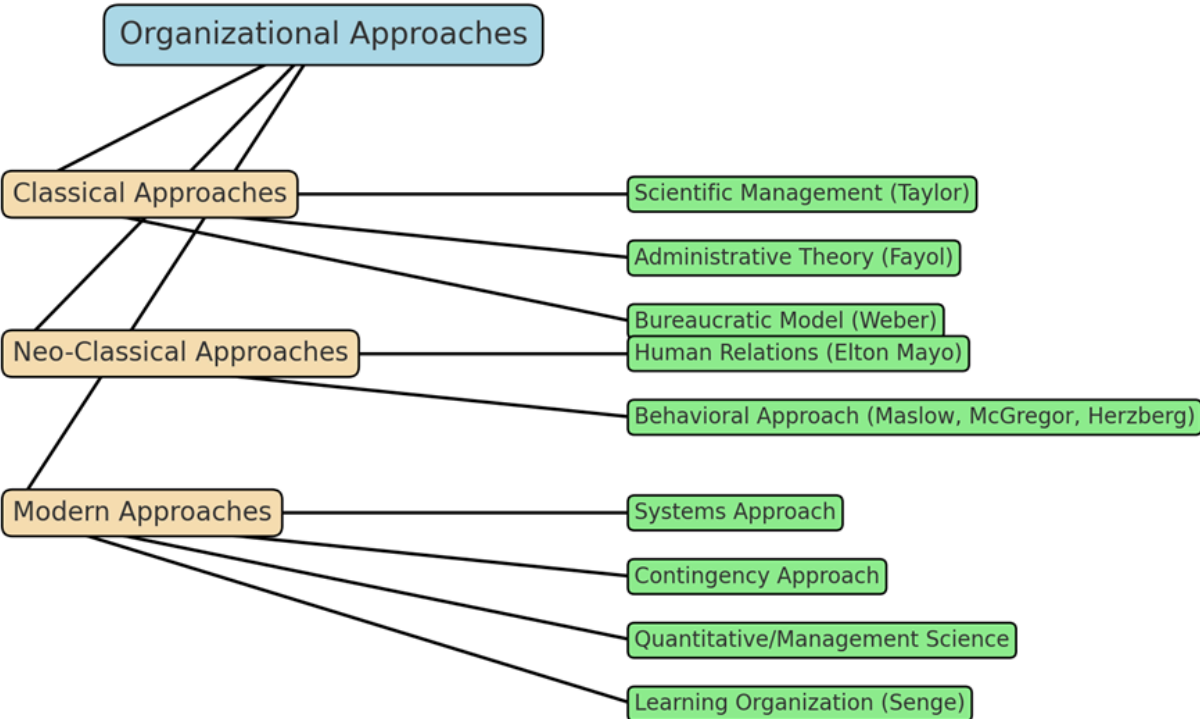 Organizational Approaches
Classical Approaches
Scientific Management (Taylor)
Administrative Theory (Fayol)
Bureaucratic Model (Weber)
Neo-Classical Approaches
Human Relations (Elton Mayo)
Behavioral Approach (Maslow, McGregor, Herzberg)
Modern Approaches
Systems Approach
Contingency Approach
Quantitative/Management Science
Learning Organization (Senge)